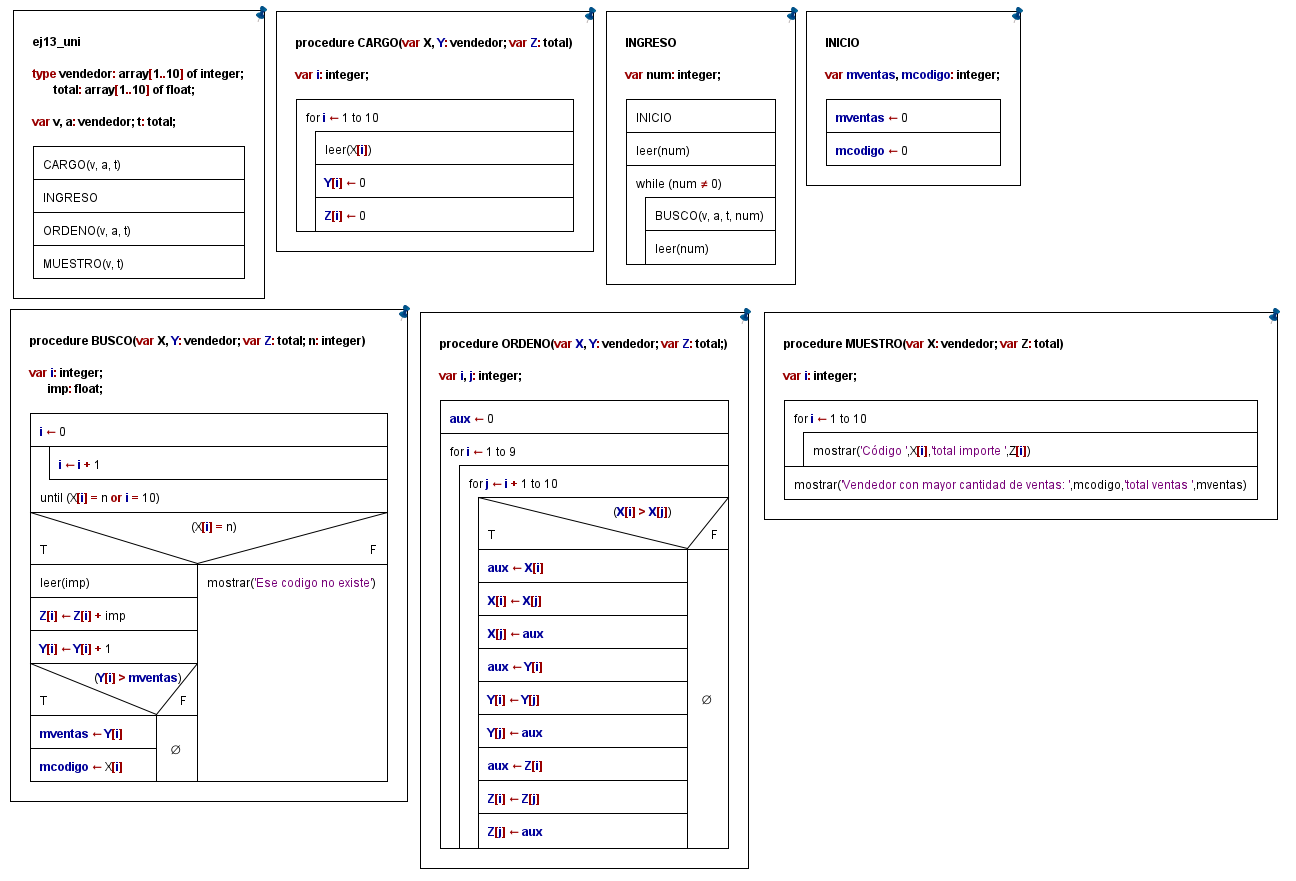 ej13_uni
type vendedor: array[1..10] of integer;
total: array[1..10] of float;
var v, a: vendedor; t: total;
CARGO(v, a, t)
INGRESO
ORDENO(v, a, t)
MUESTRO(v, t)
procedure CARGO(var X, Y: vendedor; var Z: total)
var i: integer;
for i ← 1 to 10
leer(X[i])
Y[i] ← 0
Z[i] ← 0
INGRESO
var num: integer;
INICIO
leer(num)
while (num ≠ 0)
BUSCO(v, a, t, num)
leer(num)
INICIO
var mventas, mcodigo: integer;
mventas ← 0
mcodigo ← 0
procedure BUSCO(var X, Y: vendedor; var Z: total; n: integer)
var i: integer;
imp: float;
i ← 0
i ← i + 1
until (X[i] = n or i = 10)
(X[i] = n)
T F
leer(imp)
Z[i] ← Z[i] + imp
Y[i] ← Y[i] + 1
(Y[i] > mventas)
T F
mventas ← Y[i]
mcodigo ← X[i]
∅
mostrar('Ese codigo no existe')
procedure ORDENO(var X, Y: vendedor; var Z: total;)
var i, j: integer;
aux ← 0
for i ← 1 to 9
for j ← i + 1 to 10
(X[i] > X[j])
T F
aux ← X[i]
X[i] ← X[j]
X[j] ← aux
aux ← Y[i]
Y[i] ← Y[j]
Y[j] ← aux
aux ← Z[i]
Z[i] ← Z[j]
Z[j] ← aux
∅
procedure MUESTRO(var X: vendedor; var Z: total)
var i: integer;
for i ← 1 to 10
mostrar('Código ',X[i],'total importe ',Z[i])
mostrar('Vendedor con mayor cantidad de ventas: ',mcodigo,'total ventas ',mventas)